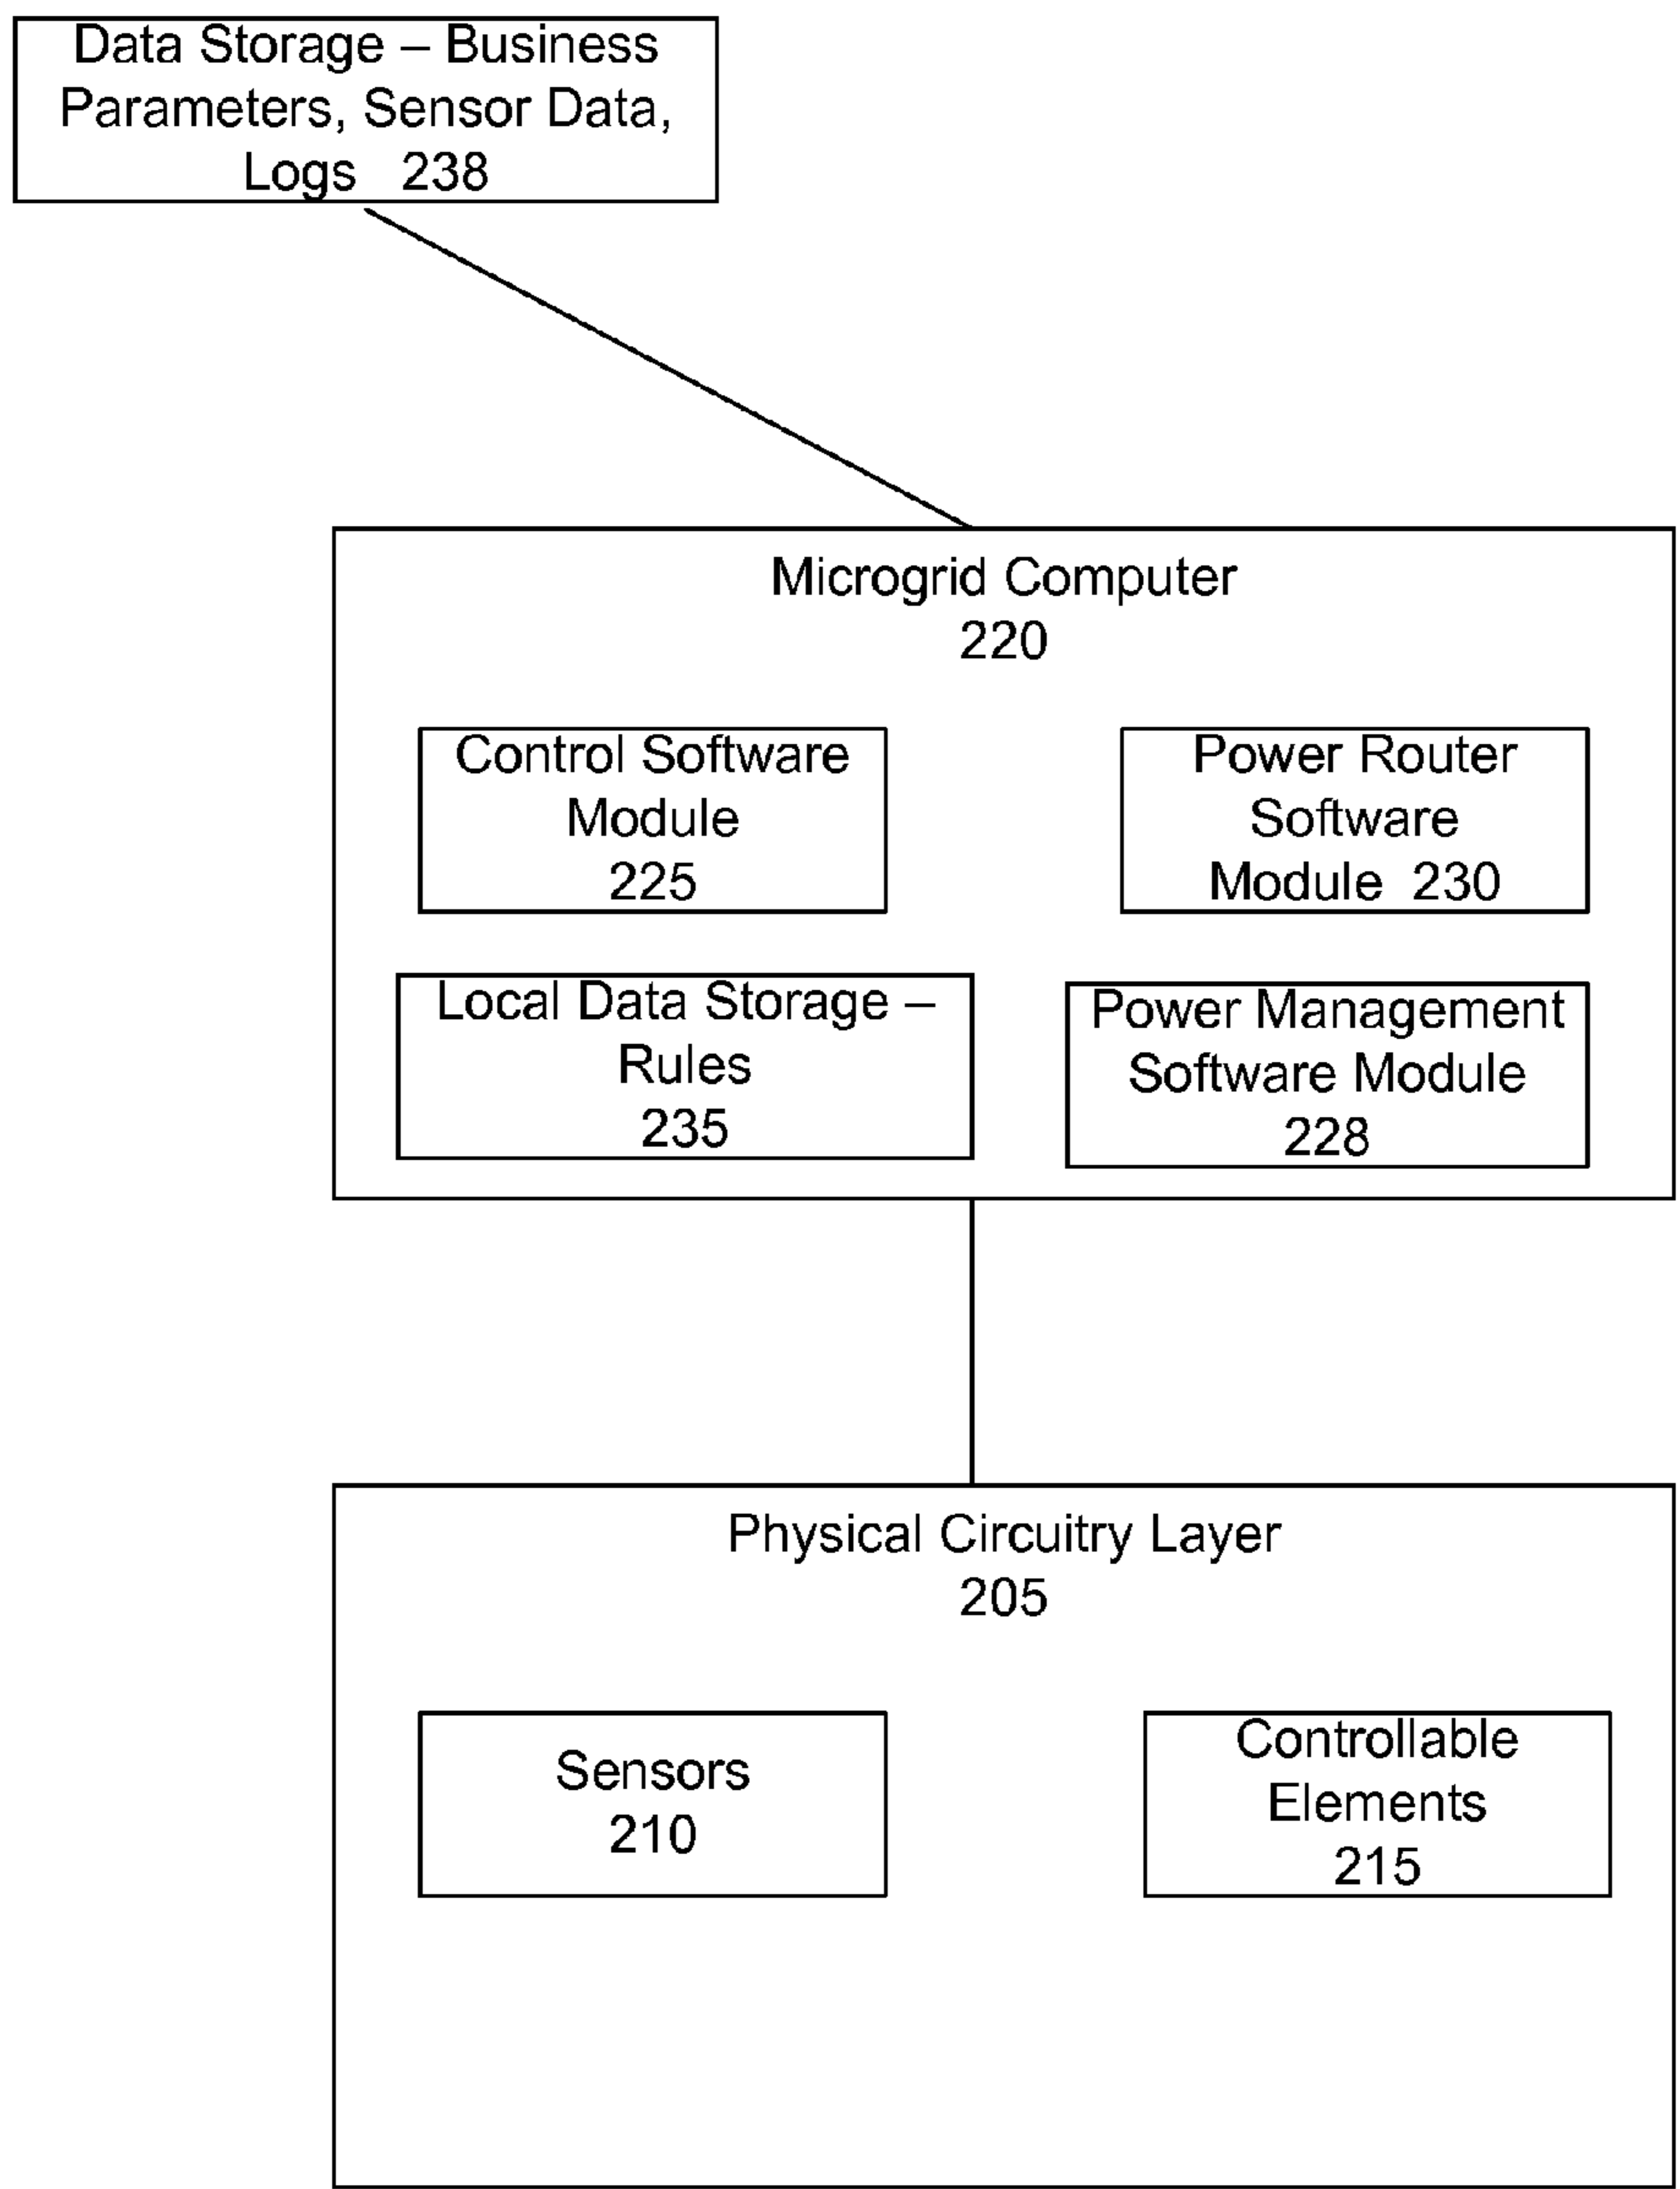 Data Storage – Business
Parameters, Sensor Data,
Logs 238
Microgrid Computer
220
Control Software
Module
225
Power Router
Software
Module 230
Local Data Storage –
Rules
235
Power Management
Software Module
228
Physical Circuitry Layer
205
Sensors
210
Controllable
Elements
215